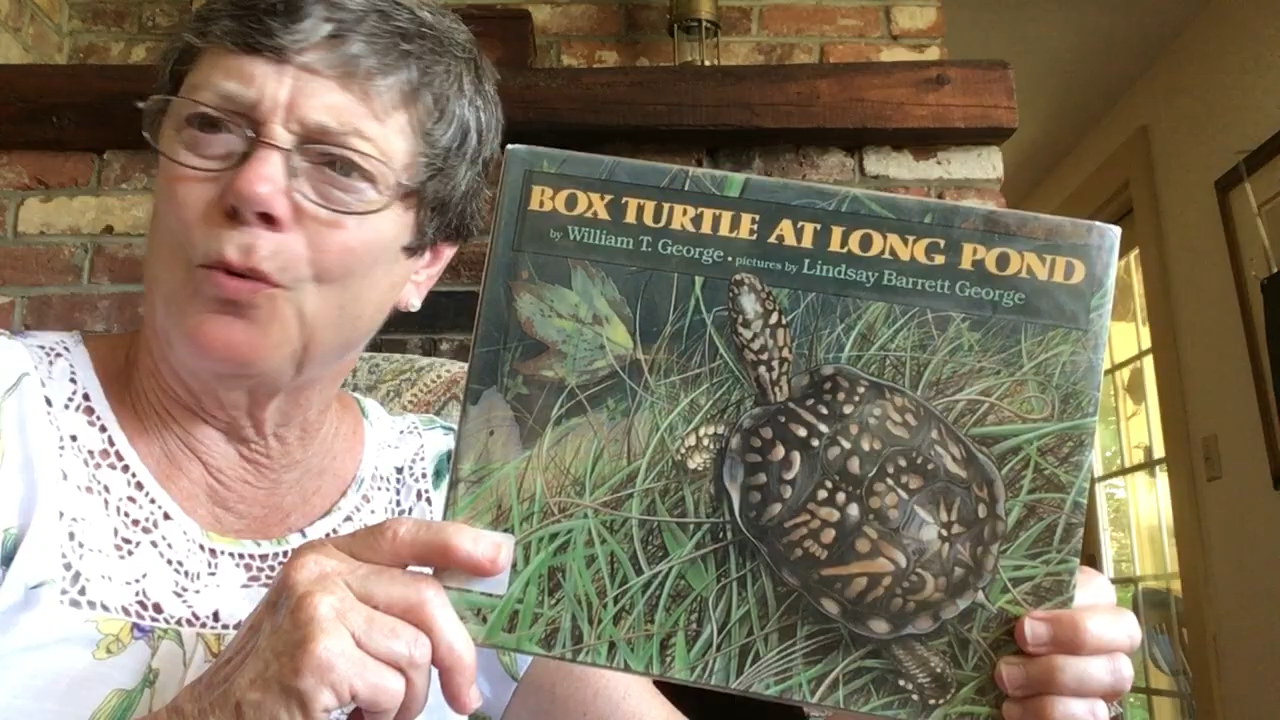 BOX TURTLE AT LONG POND
by William T. George • pictures by Lindsay Barrett George